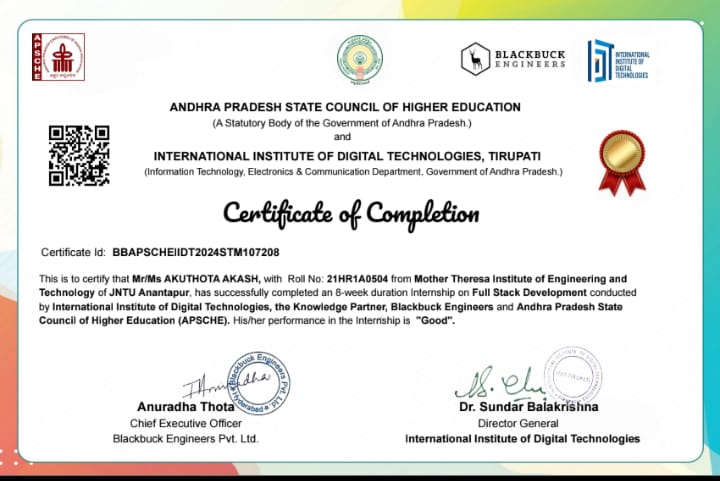 APSCHE
BLACKBUCK
ENGINEERS
INTERNATIONAL
INSTITUTE OF
DIGITAL
TECHNOLOGIES
ANDHRA PRADESH STATE COUNCIL OF HIGHER EDUCATION
(A Statutory Body of the Government of Andhra Pradesh.)
and
INTERNATIONAL INSTITUTE OF DIGITAL TECHNOLOGIES, TIRUPATI
(Information Technology, Electronics & Communication Department, Government of Andhra Pradesh.)
Certificate of Completion
Certificate Id: BBAPSCHEIIDT2024STM107208
This is to certify that Mr/Ms AKUTHOTA AKASH, with Roll No: 21HR1A0504 from Mother Theresa Institute of Engineering and
Technology of JNTU Anantapur, has successfully completed an 8-week duration Internship on Full Stack Development conducted
by International Institute of Digital Technologies, the Knowledge Partner, Blackbuck Engineers and Andhra Pradesh State
Council of Higher Education (APSCHE). His/her performance in the Internship is "Good".
Blackbuck Engineers Pvt. Ltd.
Hyderabad
Anuradha Thota
Chief Executive Officer
Blackbuck Engineers Pvt. Ltd.
Dr. Sundar Balakrishna
Director General
International Institute of Digital Technologies